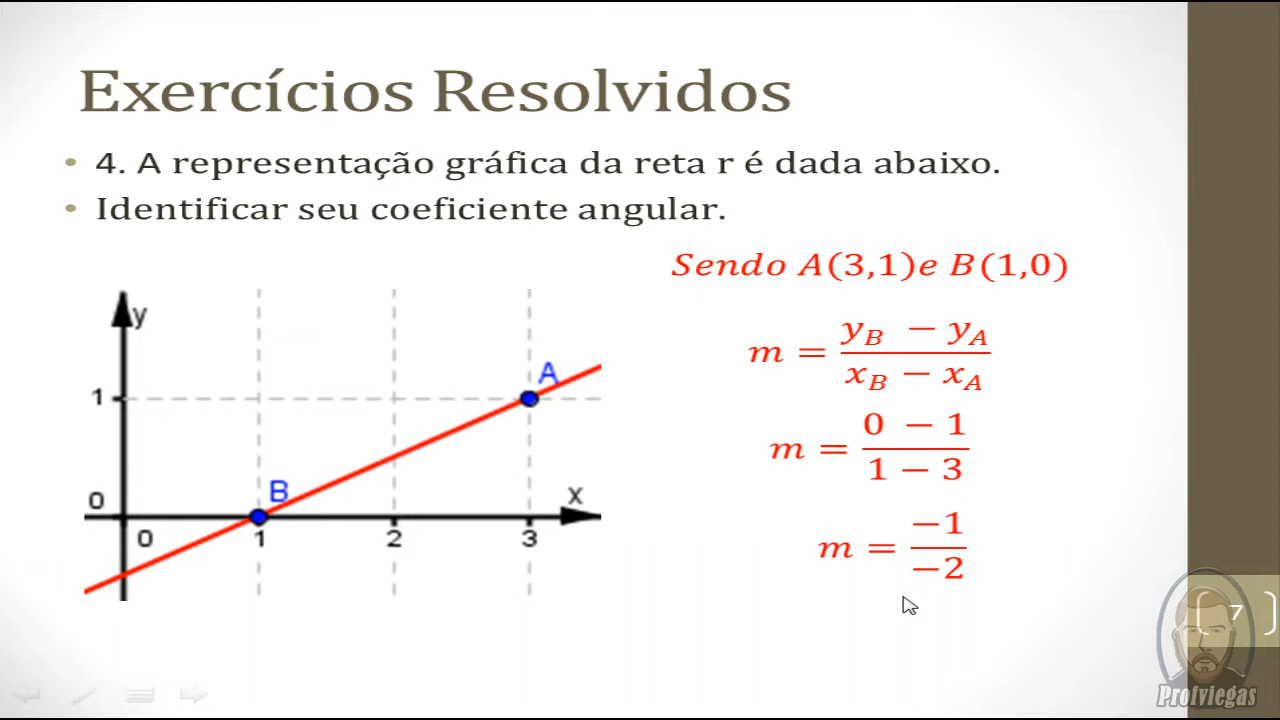 Exercícios Resolvidos
• 4. A representação gráfica da reta r é dada abaixo.
• Identificar seu coeficiente angular.
Sendo A(3,1)e B(1,0)
m = (y_B − y_A) / (x_B − x_A)
m = (0 − 1) / (1 − 3)
m = −1 / −2
y
A
1
B
0
x
0 1 2 3
7
Profviegas